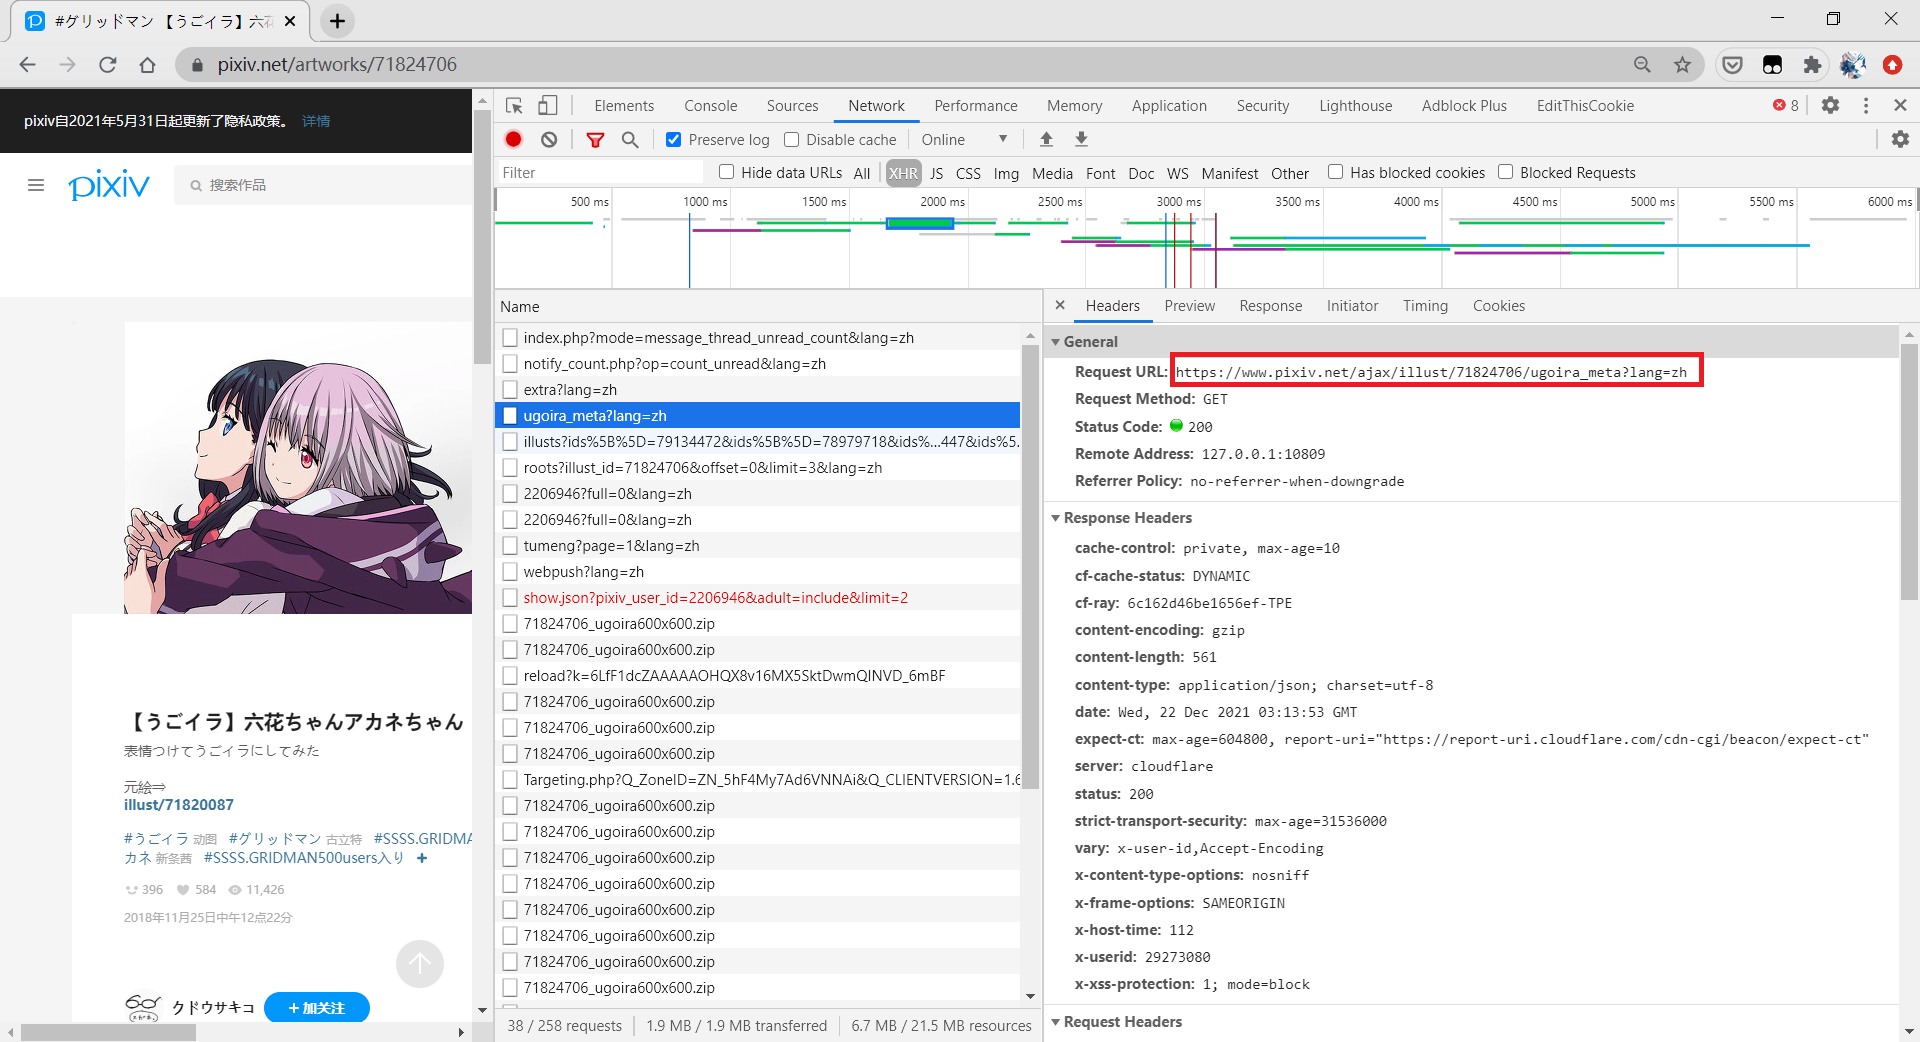 #グリッドマン 【うごイラ】六花
pixiv.net/artworks/71824706
pixiv自2021年5月31日起更新了隐私政策。 详情
pixiv
搜索作品
【うごイラ】六花ちゃんアカネちゃん
表情つけてうごイラにしてみた
元絵⇒
illust/71820087
#うごイラ 动图 #グリッドマン 古立特 #SSSS.GRIDMA
カネ 新条茜 #SSSS.GRIDMAN500users入り +
396 584 11,426
2018年11月25日中午12点22分
クドウサキコ
+ 加关注
Elements Console Sources Network Performance Memory Application Security Lighthouse Adblock Plus EditThisCookie 8
Preserve log Disable cache Online
Filter Hide data URLs All XHR JS CSS Img Media Font Doc WS Manifest Other Has blocked cookies Blocked Requests
500 ms 1000 ms 1500 ms 2000 ms 2500 ms 3000 ms 3500 ms 4000 ms 4500 ms 5000 ms 5500 ms 6000 ms
Name
index.php?mode=message_thread_unread_count&lang=zh
notify_count.php?op=count_unread&lang=zh
extra?lang=zh
ugoira_meta?lang=zh
illusts?ids%5B%5D=79134472&ids%5B%5D=78979718&ids%...447&ids%5.
roots?illust_id=71824706&offset=0&limit=3&lang=zh
2206946?full=0&lang=zh
2206946?full=0&lang=zh
tumeng?page=1&lang=zh
webpush?lang=zh
show.json?pixiv_user_id=2206946&adult=include&limit=2
71824706_ugoira600x600.zip
71824706_ugoira600x600.zip
reload?k=6LfF1dcZAAAAAOHQX8v16MX5SktDwmQINVD_6mBF
71824706_ugoira600x600.zip
71824706_ugoira600x600.zip
71824706_ugoira600x600.zip
Targeting.php?Q_ZoneID=ZN_5hF4My7Ad6VNNAi&Q_CLIENTVERSION=1.6
71824706_ugoira600x600.zip
71824706_ugoira600x600.zip
71824706_ugoira600x600.zip
71824706_ugoira600x600.zip
71824706_ugoira600x600.zip
71824706_ugoira600x600.zip
71824706_ugoira600x600.zip
71824706_ugoira600x600.zip
38 / 258 requests 1.9 MB / 1.9 MB transferred 6.7 MB / 21.5 MB resources
Headers Preview Response Initiator Timing Cookies
General
Request URL: https://www.pixiv.net/ajax/illust/71824706/ugoira_meta?lang=zh
Request Method: GET
Status Code: 200
Remote Address: 127.0.0.1:10809
Referrer Policy: no-referrer-when-downgrade
Response Headers
cache-control: private, max-age=10
cf-cache-status: DYNAMIC
cf-ray: 6c162d46be1656ef-TPE
content-encoding: gzip
content-length: 561
content-type: application/json; charset=utf-8
date: Wed, 22 Dec 2021 03:13:53 GMT
expect-ct: max-age=604800, report-uri="https://report-uri.cloudflare.com/cdn-cgi/beacon/expect-ct"
server: cloudflare
status: 200
strict-transport-security: max-age=31536000
vary: x-user-id,Accept-Encoding
x-content-type-options: nosniff
x-frame-options: SAMEORIGIN
x-host-time: 112
x-userid: 29273080
x-xss-protection: 1; mode=block
Request Headers